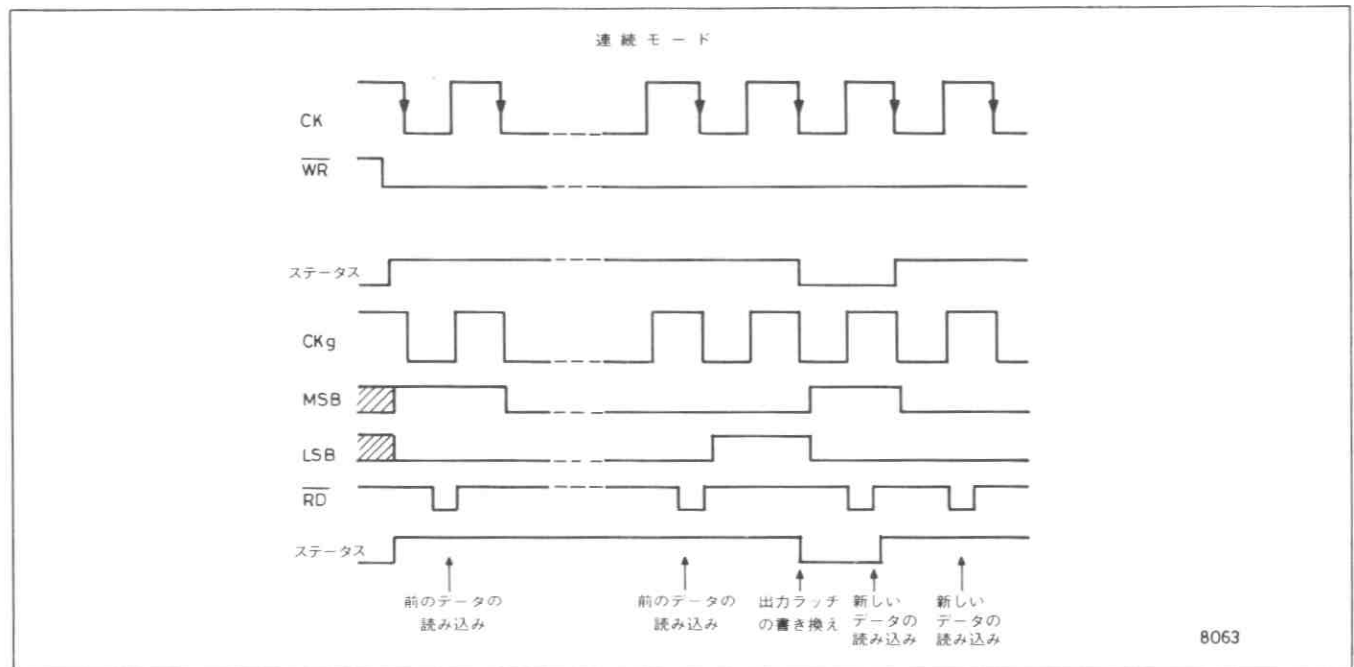 連続モード
CK
WR
ステータス
CKg
MSB
LSB
RD
ステータス
前のデータの
読み込み
前のデータの
読み込み
出力ラッチ
の書き換え
新しい
データの
読み込み
新しい
データの
読み込み
8063